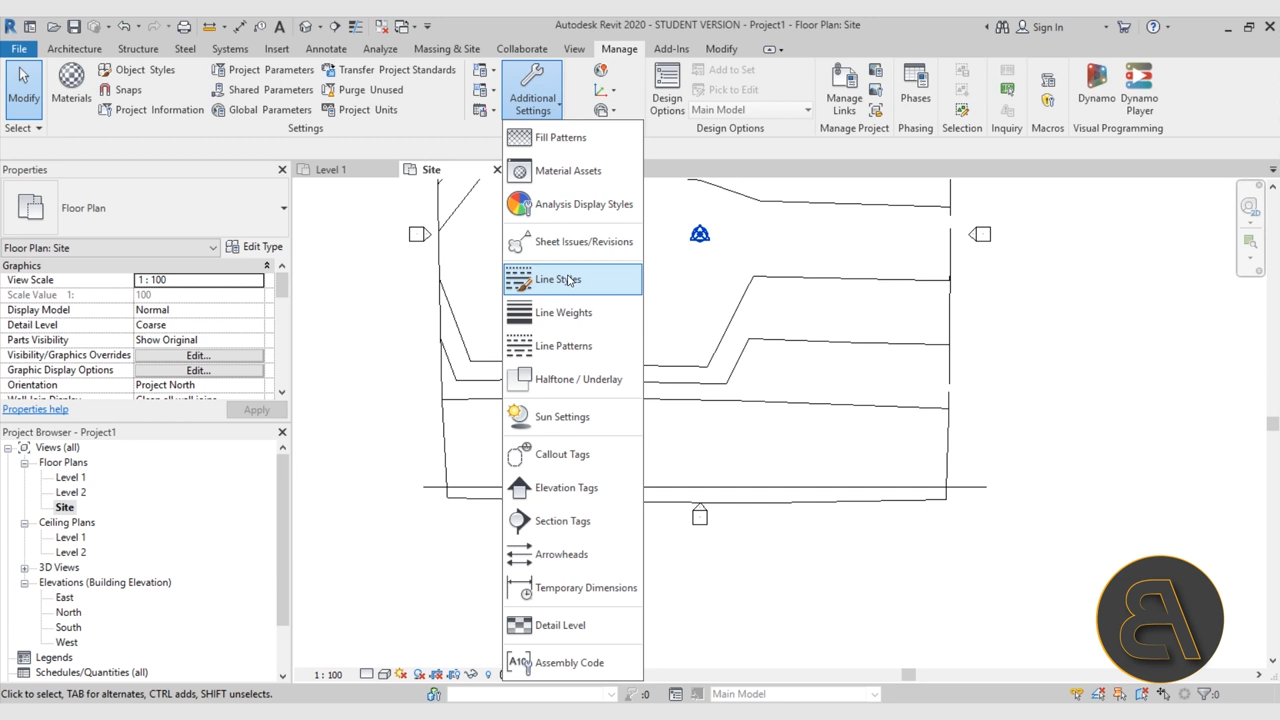 Autodesk Revit 2020 - STUDENT VERSION - Project1 - Floor Plan: Site
Sign In
File Architecture Structure Steel Systems Insert Annotate Analyze Massing & Site Collaborate View Manage Add-Ins Modify
Modify
Materials
Object Styles
Snaps
Project Information
Project Parameters
Shared Parameters
Global Parameters
Transfer Project Standards
Purge Unused
Project Units
Additional Settings
Design Options
Add to Set
Pick to Edit
Main Model
Manage Links
Phases
Dynamo
Dynamo Player
Select
Settings
Design Options
Manage Project
Phasing
Selection
Inquiry
Macros
Visual Programming
Fill Patterns
Material Assets
Analysis Display Styles
Sheet Issues/Revisions
Line Styles
Line Weights
Line Patterns
Halftone / Underlay
Sun Settings
Callout Tags
Elevation Tags
Section Tags
Arrowheads
Temporary Dimensions
Detail Level
Assembly Code
Level 1
Site
Properties
Floor Plan
Floor Plan: Site
Edit Type
Graphics
View Scale 1 : 100
Scale Value 1: 100
Display Model Normal
Detail Level Coarse
Parts Visibility Show Original
Visibility/Graphics Overrides Edit...
Graphic Display Options Edit...
Orientation Project North
Properties help
Apply
Project Browser - Project1
Views (all)
Floor Plans
Level 1
Level 2
Site
Ceiling Plans
Level 1
Level 2
3D Views
Elevations (Building Elevation)
East
North
South
West
Legends
Schedules/Quantities (all)
1 : 100
Click to select, TAB for alternates, CTRL adds, SHIFT unselects.
:0
Main Model
:0